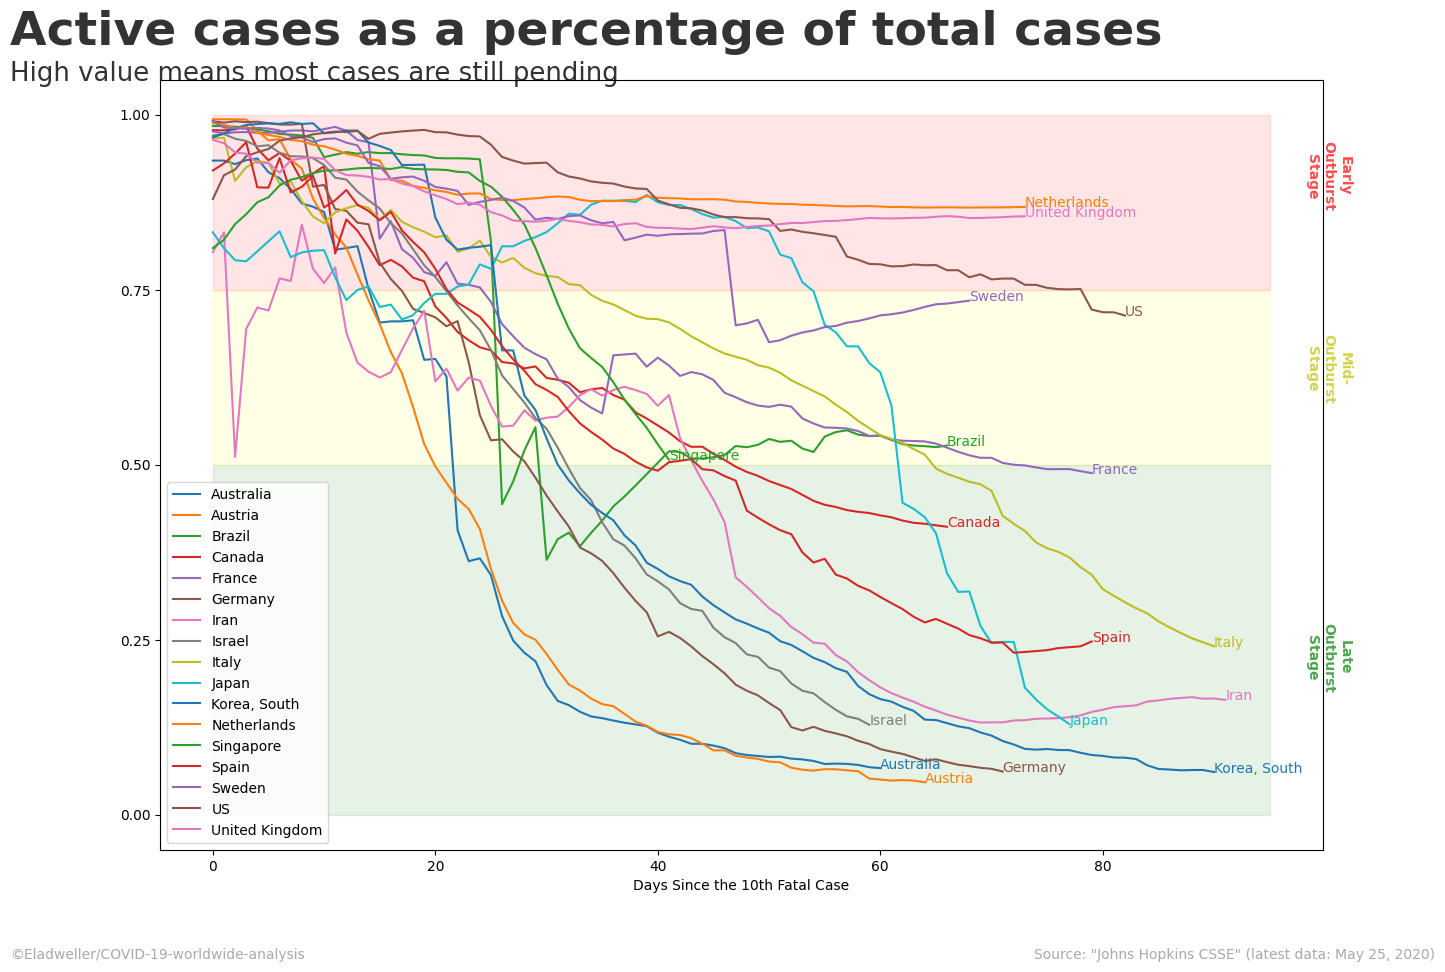 Active cases as a percentage of total cases
High value means most cases are still pending
1.00
0.75
0.50
0.25
0.00
Early
Outburst
Stage
Mid-
Outburst
Stage
Late
Outburst
Stage
Netherlands
United Kingdom
Sweden
US
Brazil
Singapore
France
Canada
Spain
Italy
Iran
Israel
Japan
Australia
Germany
Korea, South
Austria
Australia
Austria
Brazil
Canada
France
Germany
Iran
Israel
Italy
Japan
Korea, South
Netherlands
Singapore
Spain
Sweden
US
United Kingdom
0
20
40
60
80
Days Since the 10th Fatal Case
©Eladweller/COVID-19-worldwide-analysis
Source: "Johns Hopkins CSSE" (latest data: May 25, 2020)